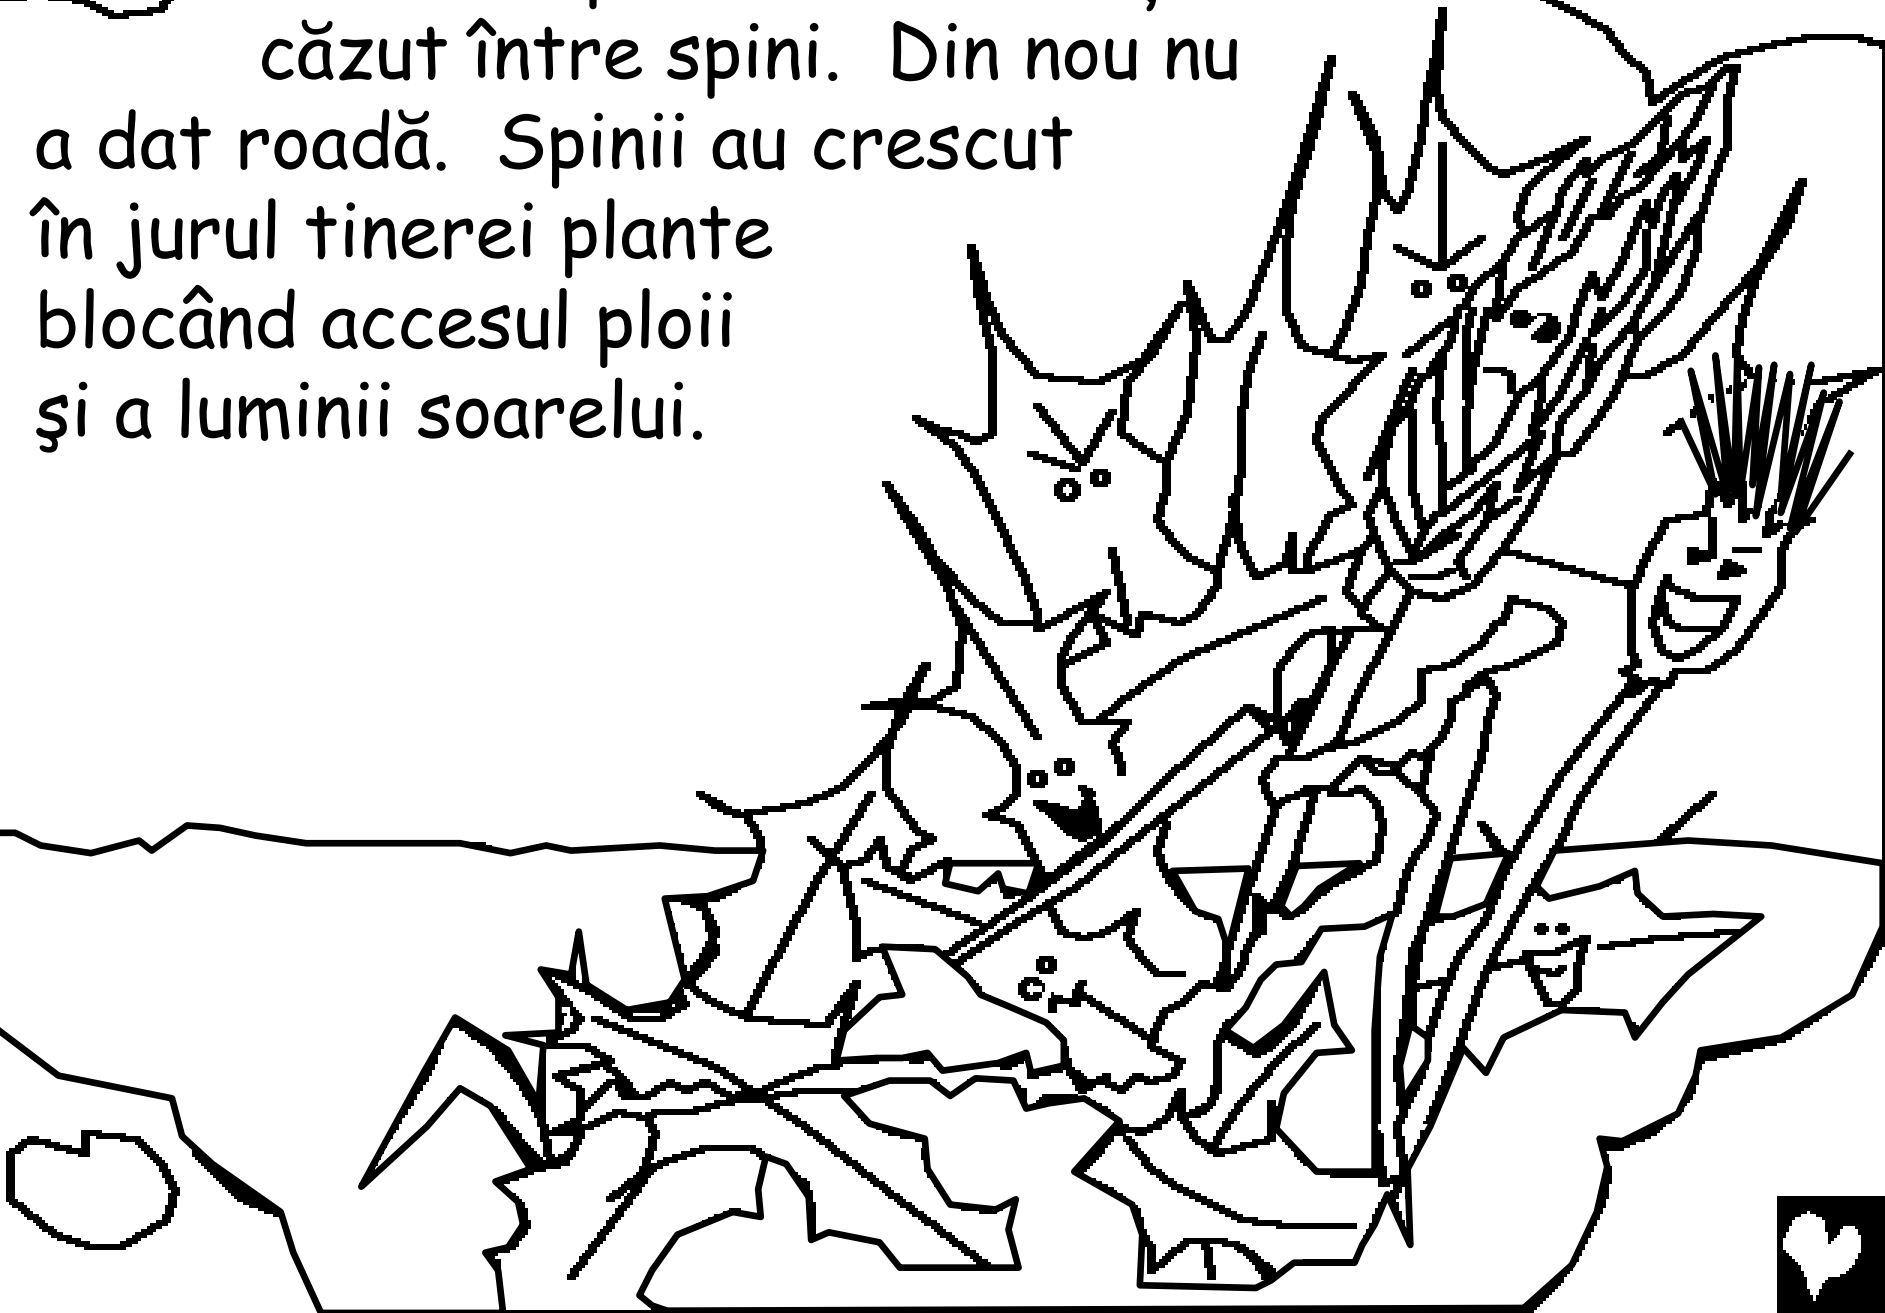 căzut între spini. Din nou nu
a dat roadă. Spinii au crescut
în jurul tinerei plante
blocând accesul ploii
şi a luminii soarelui.